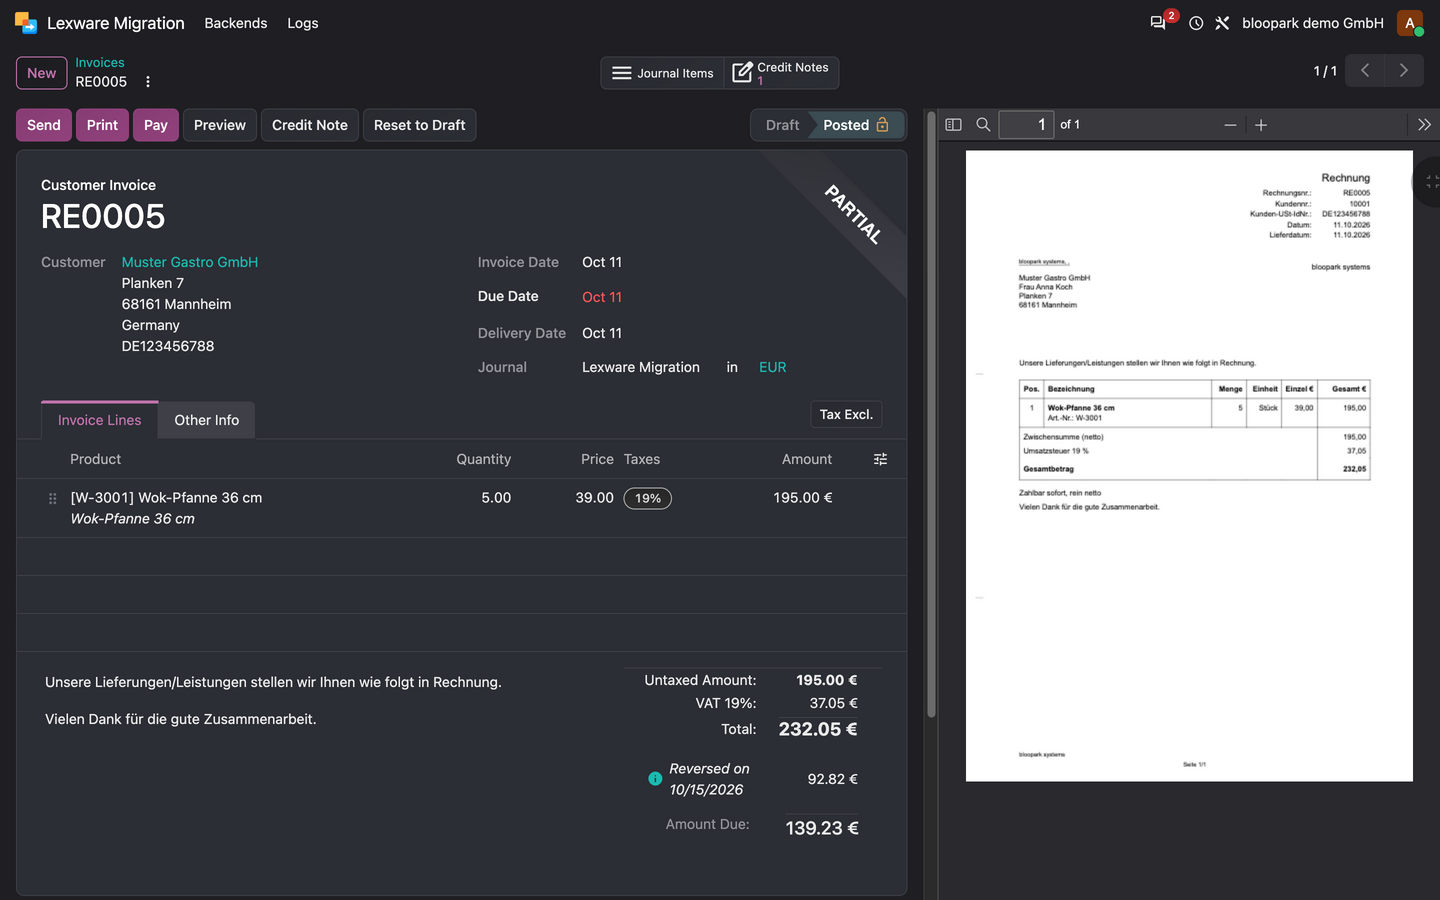 Lexware Migration Backends Logs
2
bloopark demo GmbH
A
New
Invoices
RE0005
Journal Items
Credit Notes
1
1 / 1
Send Print Pay Preview Credit Note Reset to Draft
Draft Posted
Customer Invoice
RE0005
PARTIAL
Customer
Muster Gastro GmbH
Planken 7
68161 Mannheim
Germany
DE123456788
Invoice Date Oct 11
Due Date Oct 11
Delivery Date Oct 11
Journal Lexware Migration in EUR
Invoice Lines Other Info
Tax Excl.
Product Quantity Price Taxes Amount
[W-3001] Wok-Pfanne 36 cm 5.00 39.00 19% 195.00 €
Wok-Pfanne 36 cm
Unsere Lieferungen/Leistungen stellen wir Ihnen wie folgt in Rechnung.
Vielen Dank für die gute Zusammenarbeit.
Untaxed Amount: 195.00 €
VAT 19%: 37.05 €
Total: 232.05 €
Reversed on
10/15/2026 92.82 €
Amount Due: 139.23 €
1 of 1
Rechnung
Rechnungsnr.: RE0005
Kundennr.: 10001
Kunden-USt-IdNr.: DE123456788
Datum: 11.10.2026
Lieferdatum: 11.10.2026
bloopark systems, ,
bloopark systems
Muster Gastro GmbH
Frau Anna Koch
Planken 7
68161 Mannheim
Unsere Lieferungen/Leistungen stellen wir Ihnen wie folgt in Rechnung.
Pos. Bezeichnung Menge Einheit Einzel € Gesamt €
1 Wok-Pfanne 36 cm 5 Stück 39,00 195,00
Art.-Nr.: W-3001
Zwischensumme (netto) 195,00
Umsatzsteuer 19 % 37,05
Gesamtbetrag 232,05
Zahlbar sofort, rein netto
Vielen Dank für die gute Zusammenarbeit.
bloopark systems
Seite 1/1